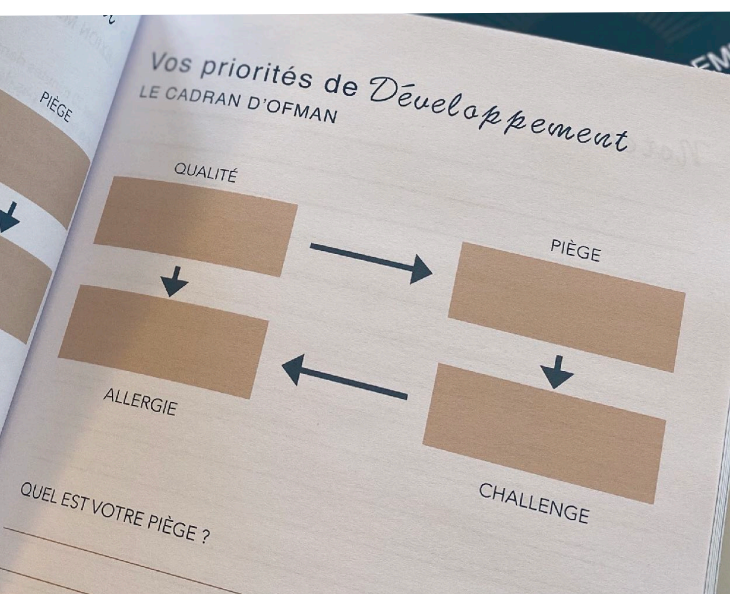 PIÈGE
Vos priorités de Développement
LE CADRAN D'OFMAN
QUALITÉ
PIÈGE
ALLERGIE
CHALLENGE
QUEL EST VOTRE PIÈGE ?